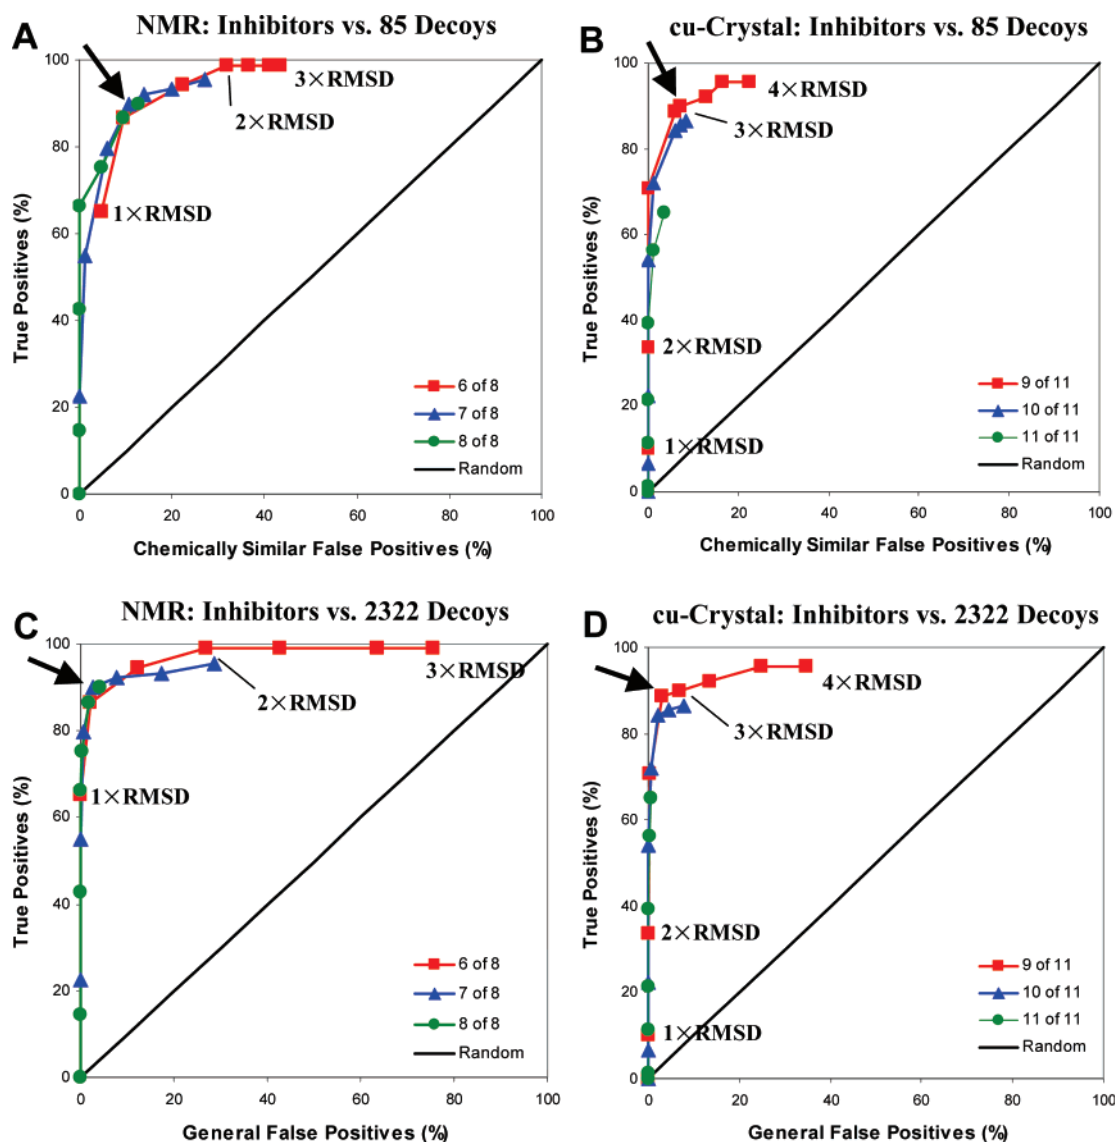 A
NMR: Inhibitors vs. 85 Decoys
100
80
60
40
20
0
True Positives (%)
3×RMSD
2×RMSD
1×RMSD
6 of 8
7 of 8
8 of 8
Random
0 20 40 60 80 100
Chemically Similar False Positives (%)
B
cu-Crystal: Inhibitors vs. 85 Decoys
100
80
60
40
20
0
True Positives (%)
4×RMSD
3×RMSD
2×RMSD
1×RMSD
9 of 11
10 of 11
11 of 11
Random
0 20 40 60 80 100
Chemically Similar False Positives (%)
C
NMR: Inhibitors vs. 2322 Decoys
100
80
60
40
20
0
True Positives (%)
3×RMSD
2×RMSD
1×RMSD
6 of 8
7 of 8
8 of 8
Random
0 20 40 60 80 100
General False Positives (%)
D
cu-Crystal: Inhibitors vs. 2322 Decoys
100
80
60
40
20
0
True Positives (%)
4×RMSD
3×RMSD
2×RMSD
1×RMSD
9 of 11
10 of 11
11 of 11
Random
0 20 40 60 80 100
General False Positives (%)